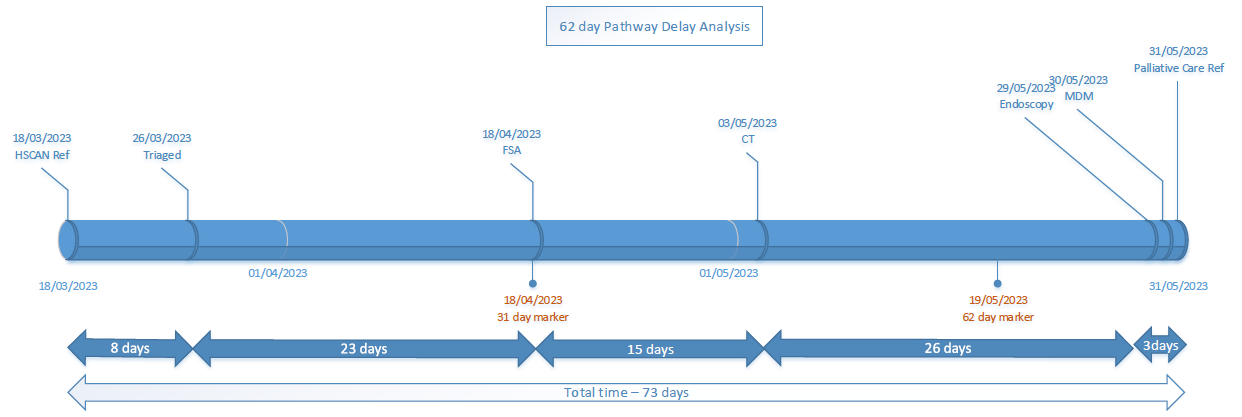 62 day Pathway Delay Analysis
31/05/2023
Palliative Care Ref
30/05/2023
MDM
29/05/2023
Endoscopy
03/05/2023
CT
18/04/2023
FSA
26/03/2023
Triaged
18/03/2023
HSCAN Ref
01/04/2023
01/05/2023
18/03/2023
31/05/2023
18/04/2023
31 day marker
19/05/2023
62 day marker
8 days
23 days
15 days
26 days
3days
Total time – 73 days